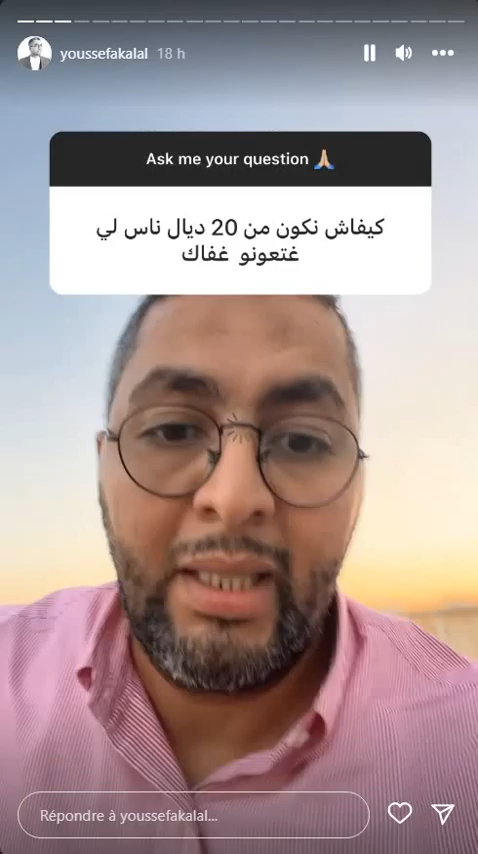 youssefakalal 18 h
Ask me your question 🙏🏼
كيفاش نكون من 20 ديال ناس لي
غتعونو غفاك
Répondre à youssefakalal...